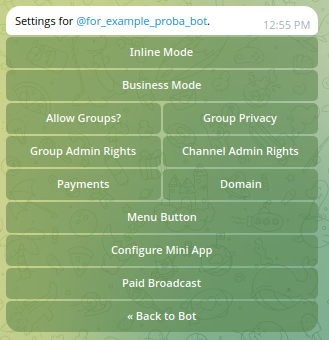 Settings for @for_example_proba_bot.
12:55 PM
Inline Mode
Business Mode
Allow Groups?
Group Privacy
Group Admin Rights
Channel Admin Rights
Payments
Domain
Menu Button
Configure Mini App
Paid Broadcast
« Back to Bot